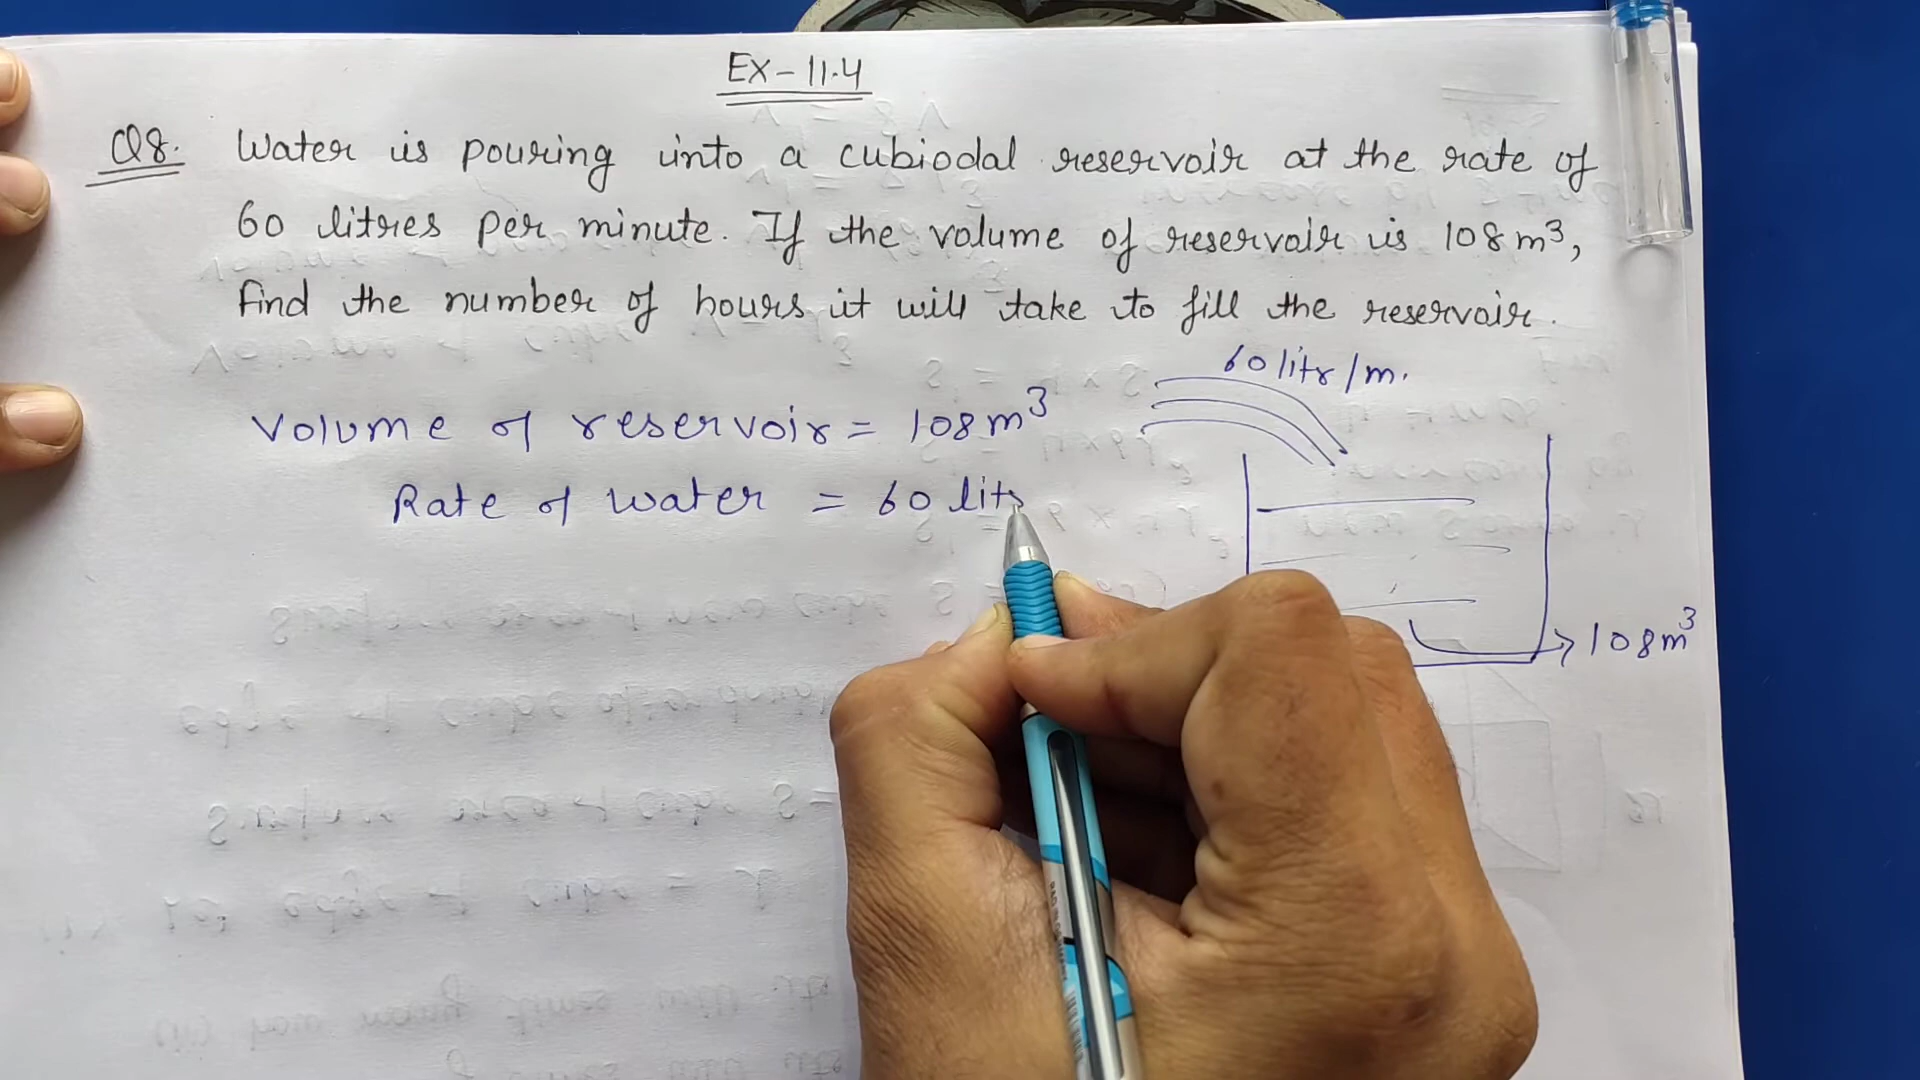 Ex-11.4
Q8. Water is pouring into a cubiodal reservoir at the rate of
60 litres per minute. If the volume of reservoir is 108 m³,
find the number of hours it will take to fill the reservoir.
60 litr/m.
Volume of reservoir = 108 m³
Rate of water = 60 litr
108 m³